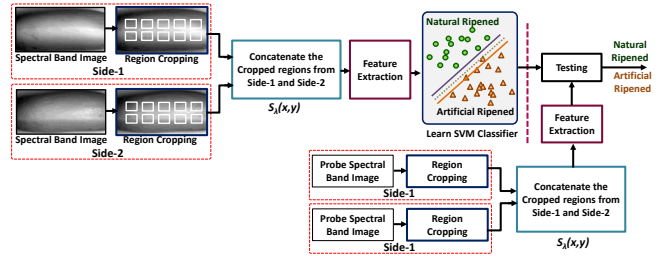 Spectral Band Image
Region Cropping
Side-1
Spectral Band Image
Region Cropping
Side-2
Concatenate the
Cropped regions from
Side-1 and Side-2
Sλ(x,y)
Feature
Extraction
Natural Ripened
Artificial Ripened
Learn SVM Classifier
Testing
Natural
Ripened
Artificial
Ripened
Feature
Extraction
Probe Spectral
Band Image
Region
Cropping
Side-1
Probe Spectral
Band Image
Region
Cropping
Side-1
Concatenate the
Cropped regions from
Side-1 and Side-2
Sλ(x,y)